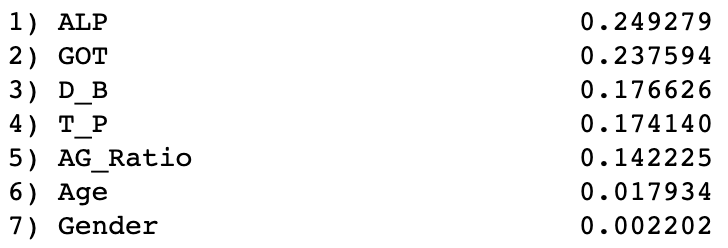 1) ALP 0.249279
2) GOT 0.237594
3) D_B 0.176626
4) T_P 0.174140
5) AG_Ratio 0.142225
6) Age 0.017934
7) Gender 0.002202